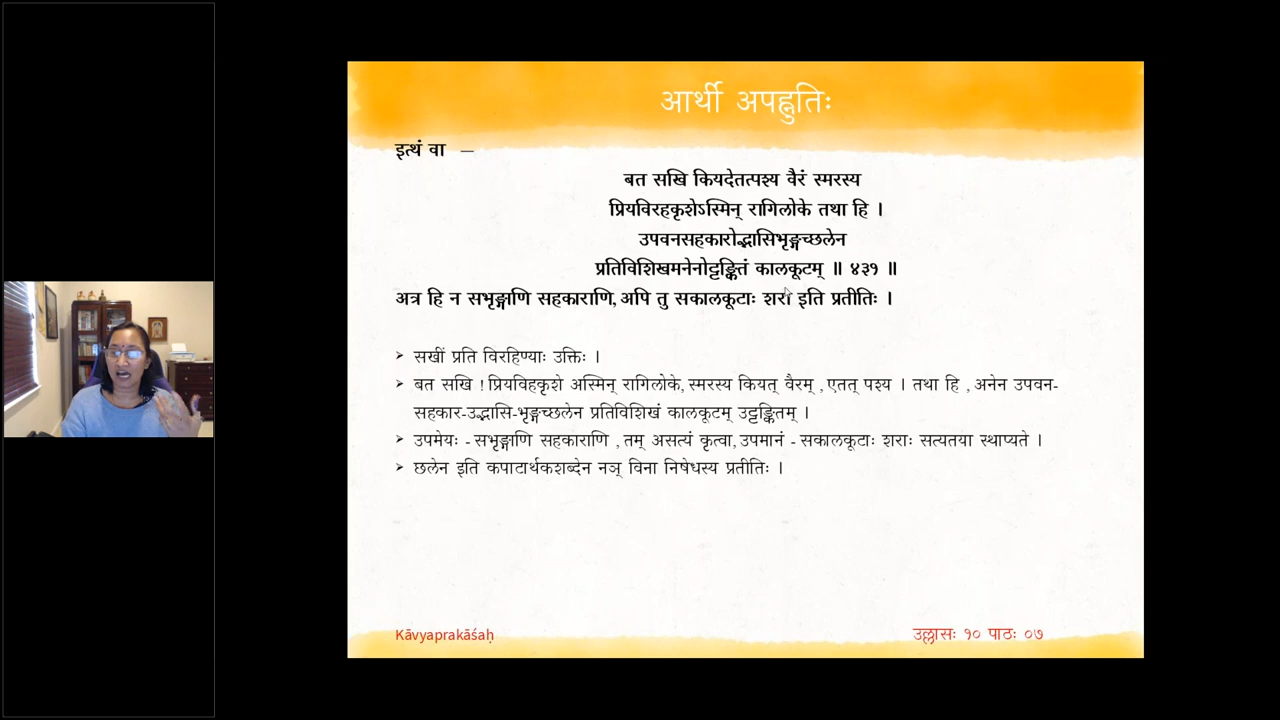 आर्थी अपह्नुतिः
इत्थं वा —
बत सखि कियदेतत्पश्य वैरं स्मरस्य
प्रियविरहकृशेऽस्मिन् रागिलोके तथा हि ।
उपवनसहकारोद्भासिभृङ्गच्छलेन
प्रतिविशिखमनेनोट्टङ्कितं कालकूटम् ॥ ४३१ ॥
अत्र हि न सभृङ्गाणि सहकाराणि, अपि तु सकालकूटाः शरा इति प्रतीतिः ।
➢ सखीं प्रति विरहिण्याः उक्तिः ।
➢ बत सखि ! प्रियविहकृशे अस्मिन् रागिलोके, स्मरस्य कियत् वैरम् , एतत् पश्य । तथा हि , अनेन उपवन-
सहकार-उद्भासि-भृङ्गच्छलेन प्रतिविशिखं कालकूटम् उट्टङ्कितम् ।
➢ उपमेयः - सभृङ्गाणि सहकाराणि , तम् असत्यं कृत्वा, उपमानं - सकालकूटाः शराः सत्यतया स्थाप्यते ।
➢ छलेन इति कपाटार्थकशब्देन नञ् विना निषेधस्य प्रतीतिः ।
Kāvyaprakāśaḥ उल्लासः १० पाठः ०७